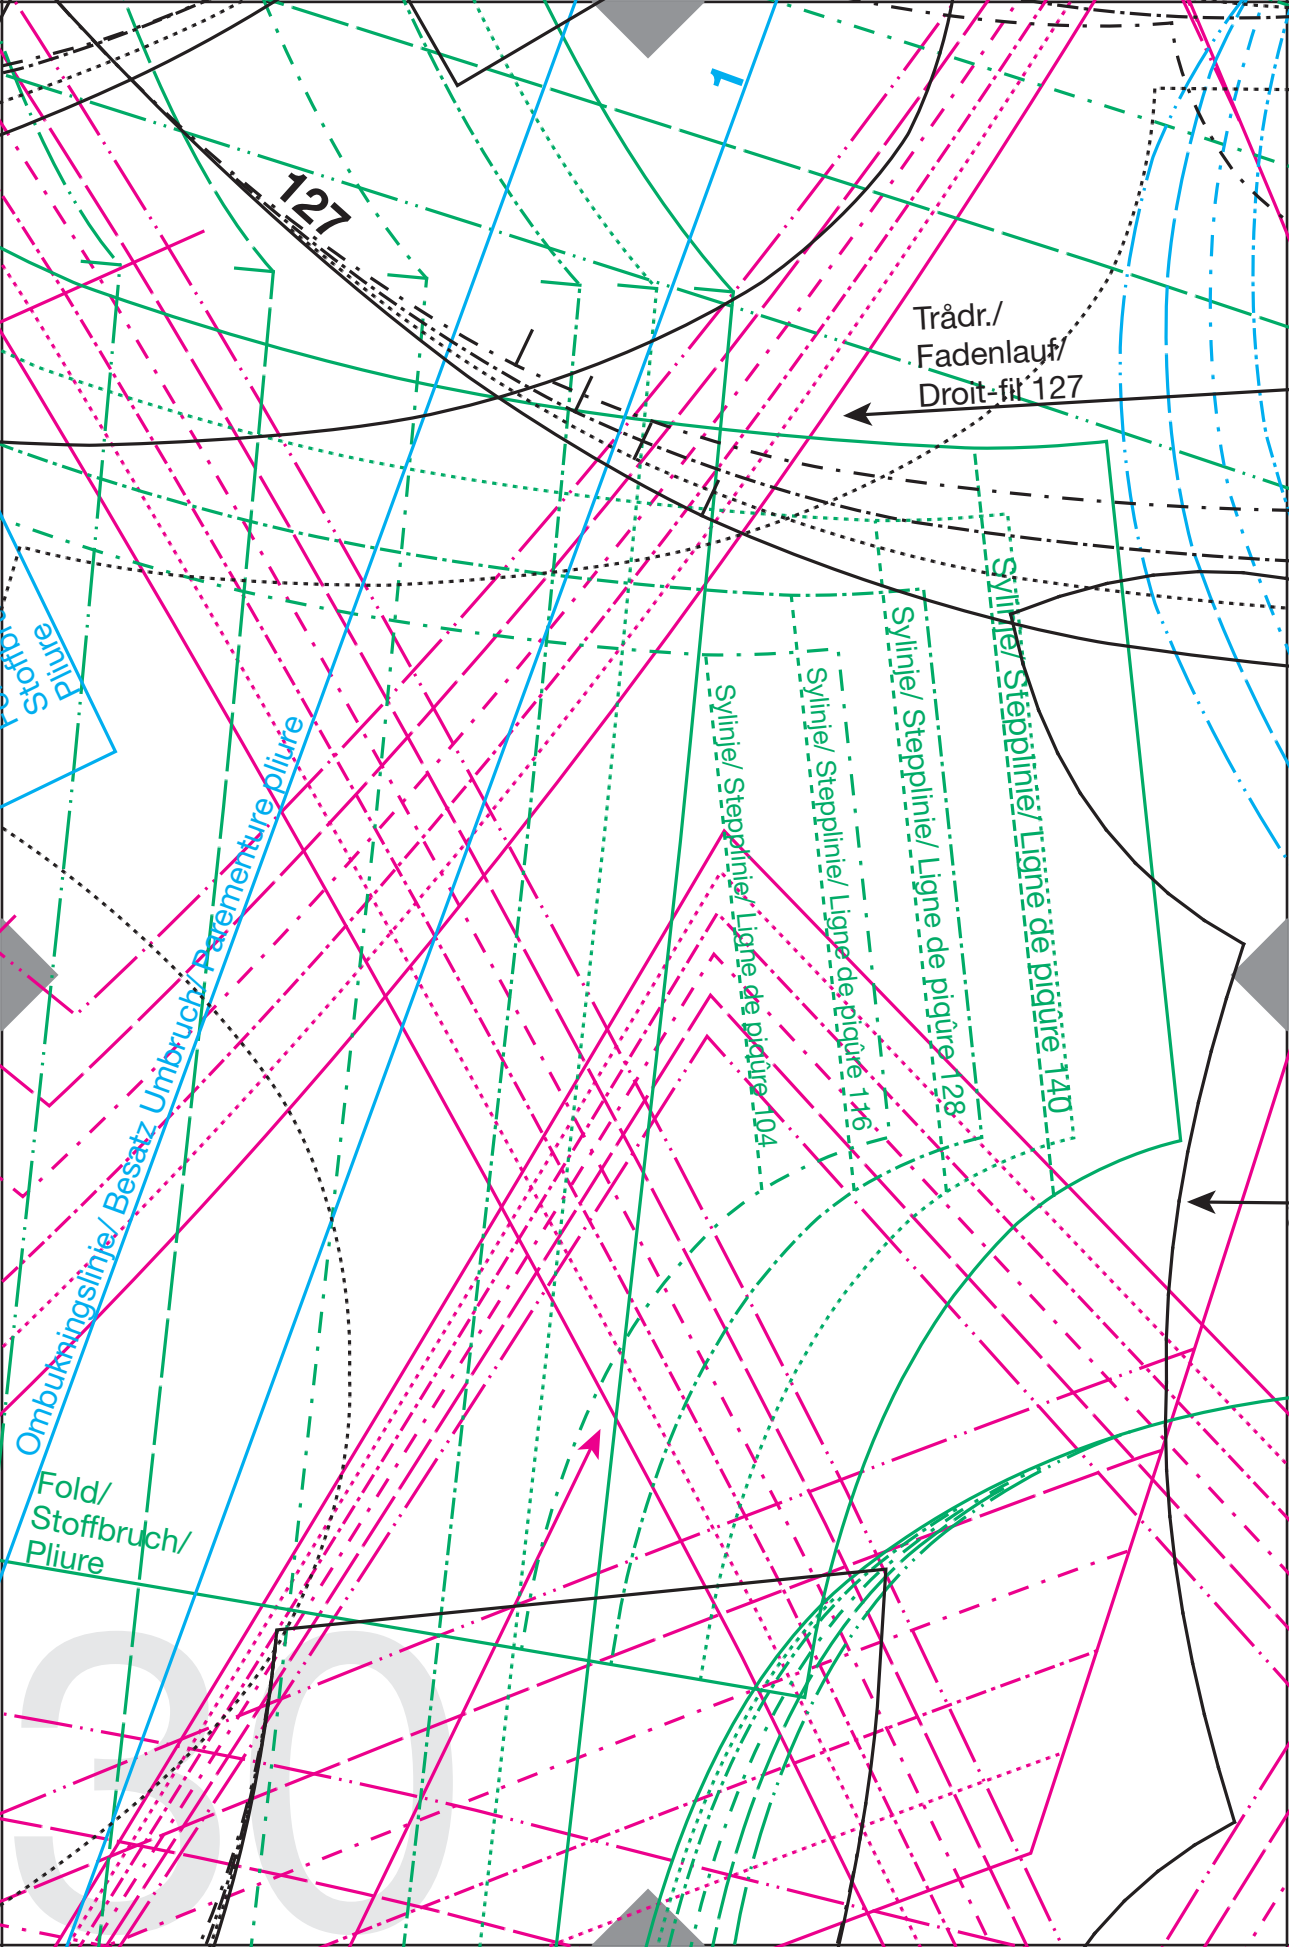 1
127
Trådr./
Fadenlauf/
Droit-fil 127
Stoffbr
Pliure
Sylinje/ Stepplinie/ Ligne de piqûre 104
Sylinje/ Stepplinie/ Ligne de piqûre 116
Sylinje/ Stepplinie/ Ligne de piqûre 128
Sylinje/ Stepplinie/ Ligne de piqûre 140
Ombukningslinje/ Besatz Umbruch/ Parementure pliure
Fold/
Stoffbruch/
Pliure
30